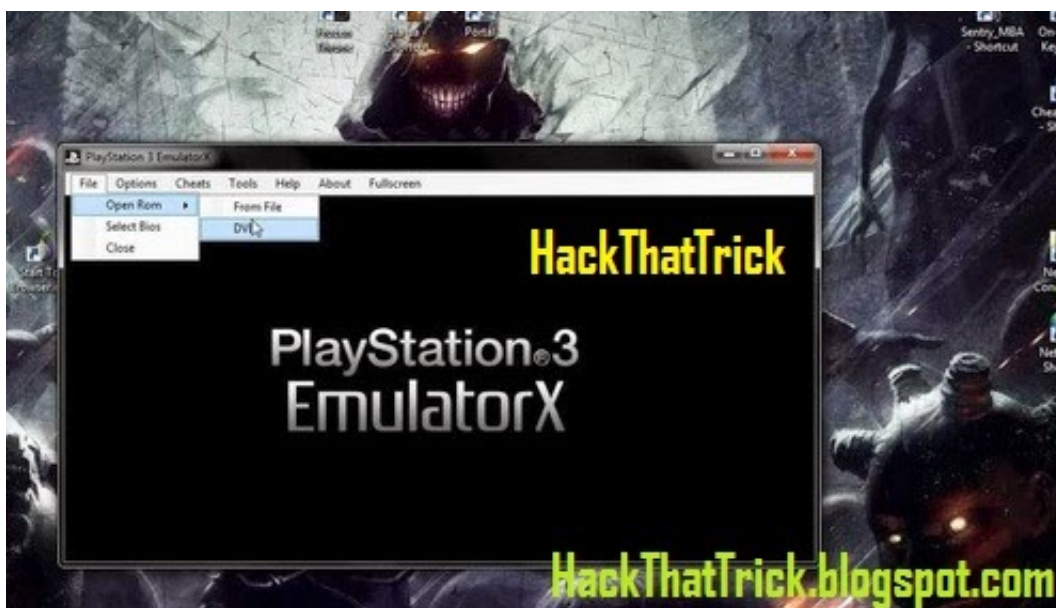 Portal
Sentry_MBA
- Shortcut
PlayStation 3 EmulatorX
File Options Cheats Tools Help About Fullscreen
Open Rom From File
Select Bios
Close
HackThatTrick
PlayStation®3
EmulatorX
HackThatTrick.blogspot.com